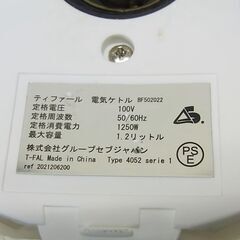 ティファール 電気ケトル BF502022
定格電圧 100V
定格周波数 50/60Hz
定格消費電力 1250W
最大容量 1.2リットル
株式会社グループセブジャパン
T-FAL Made in China Type 4052 serie 1
ref 2021206200
PS
E